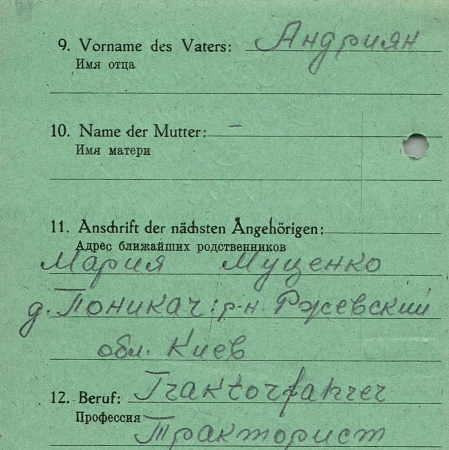 9. Vorname des Vaters: Андриян
Имя отца
10. Name der Mutter: –
Имя матери
11. Anschrift der nächsten Angehörigen:
Адрес ближайших родственников
Мария Муценко
д. Поникач: р-н Ржевский
обл. Киев
12. Beruf: Traktorfahrer
Профессия Тракторист